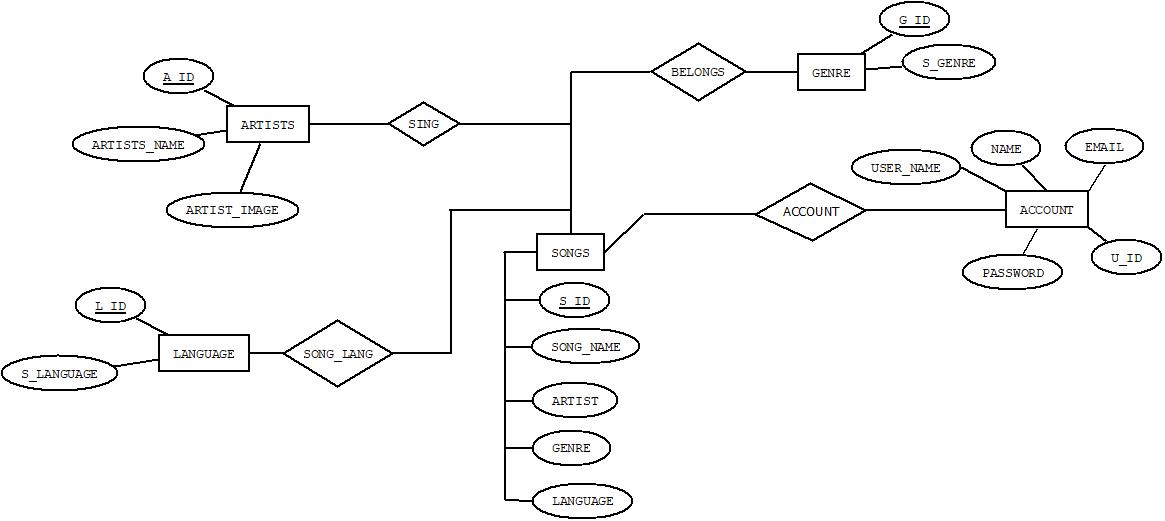 G_ID
S_GENRE
BELONGS
GENRE
A_ID
ARTISTS
SING
ARTISTS_NAME
ARTIST_IMAGE
NAME
EMAIL
USER_NAME
ACCOUNT
ACCOUNT
PASSWORD
U_ID
SONGS
S_ID
SONG_NAME
ARTIST
GENRE
LANGUAGE
L_ID
LANGUAGE
SONG_LANG
S_LANGUAGE